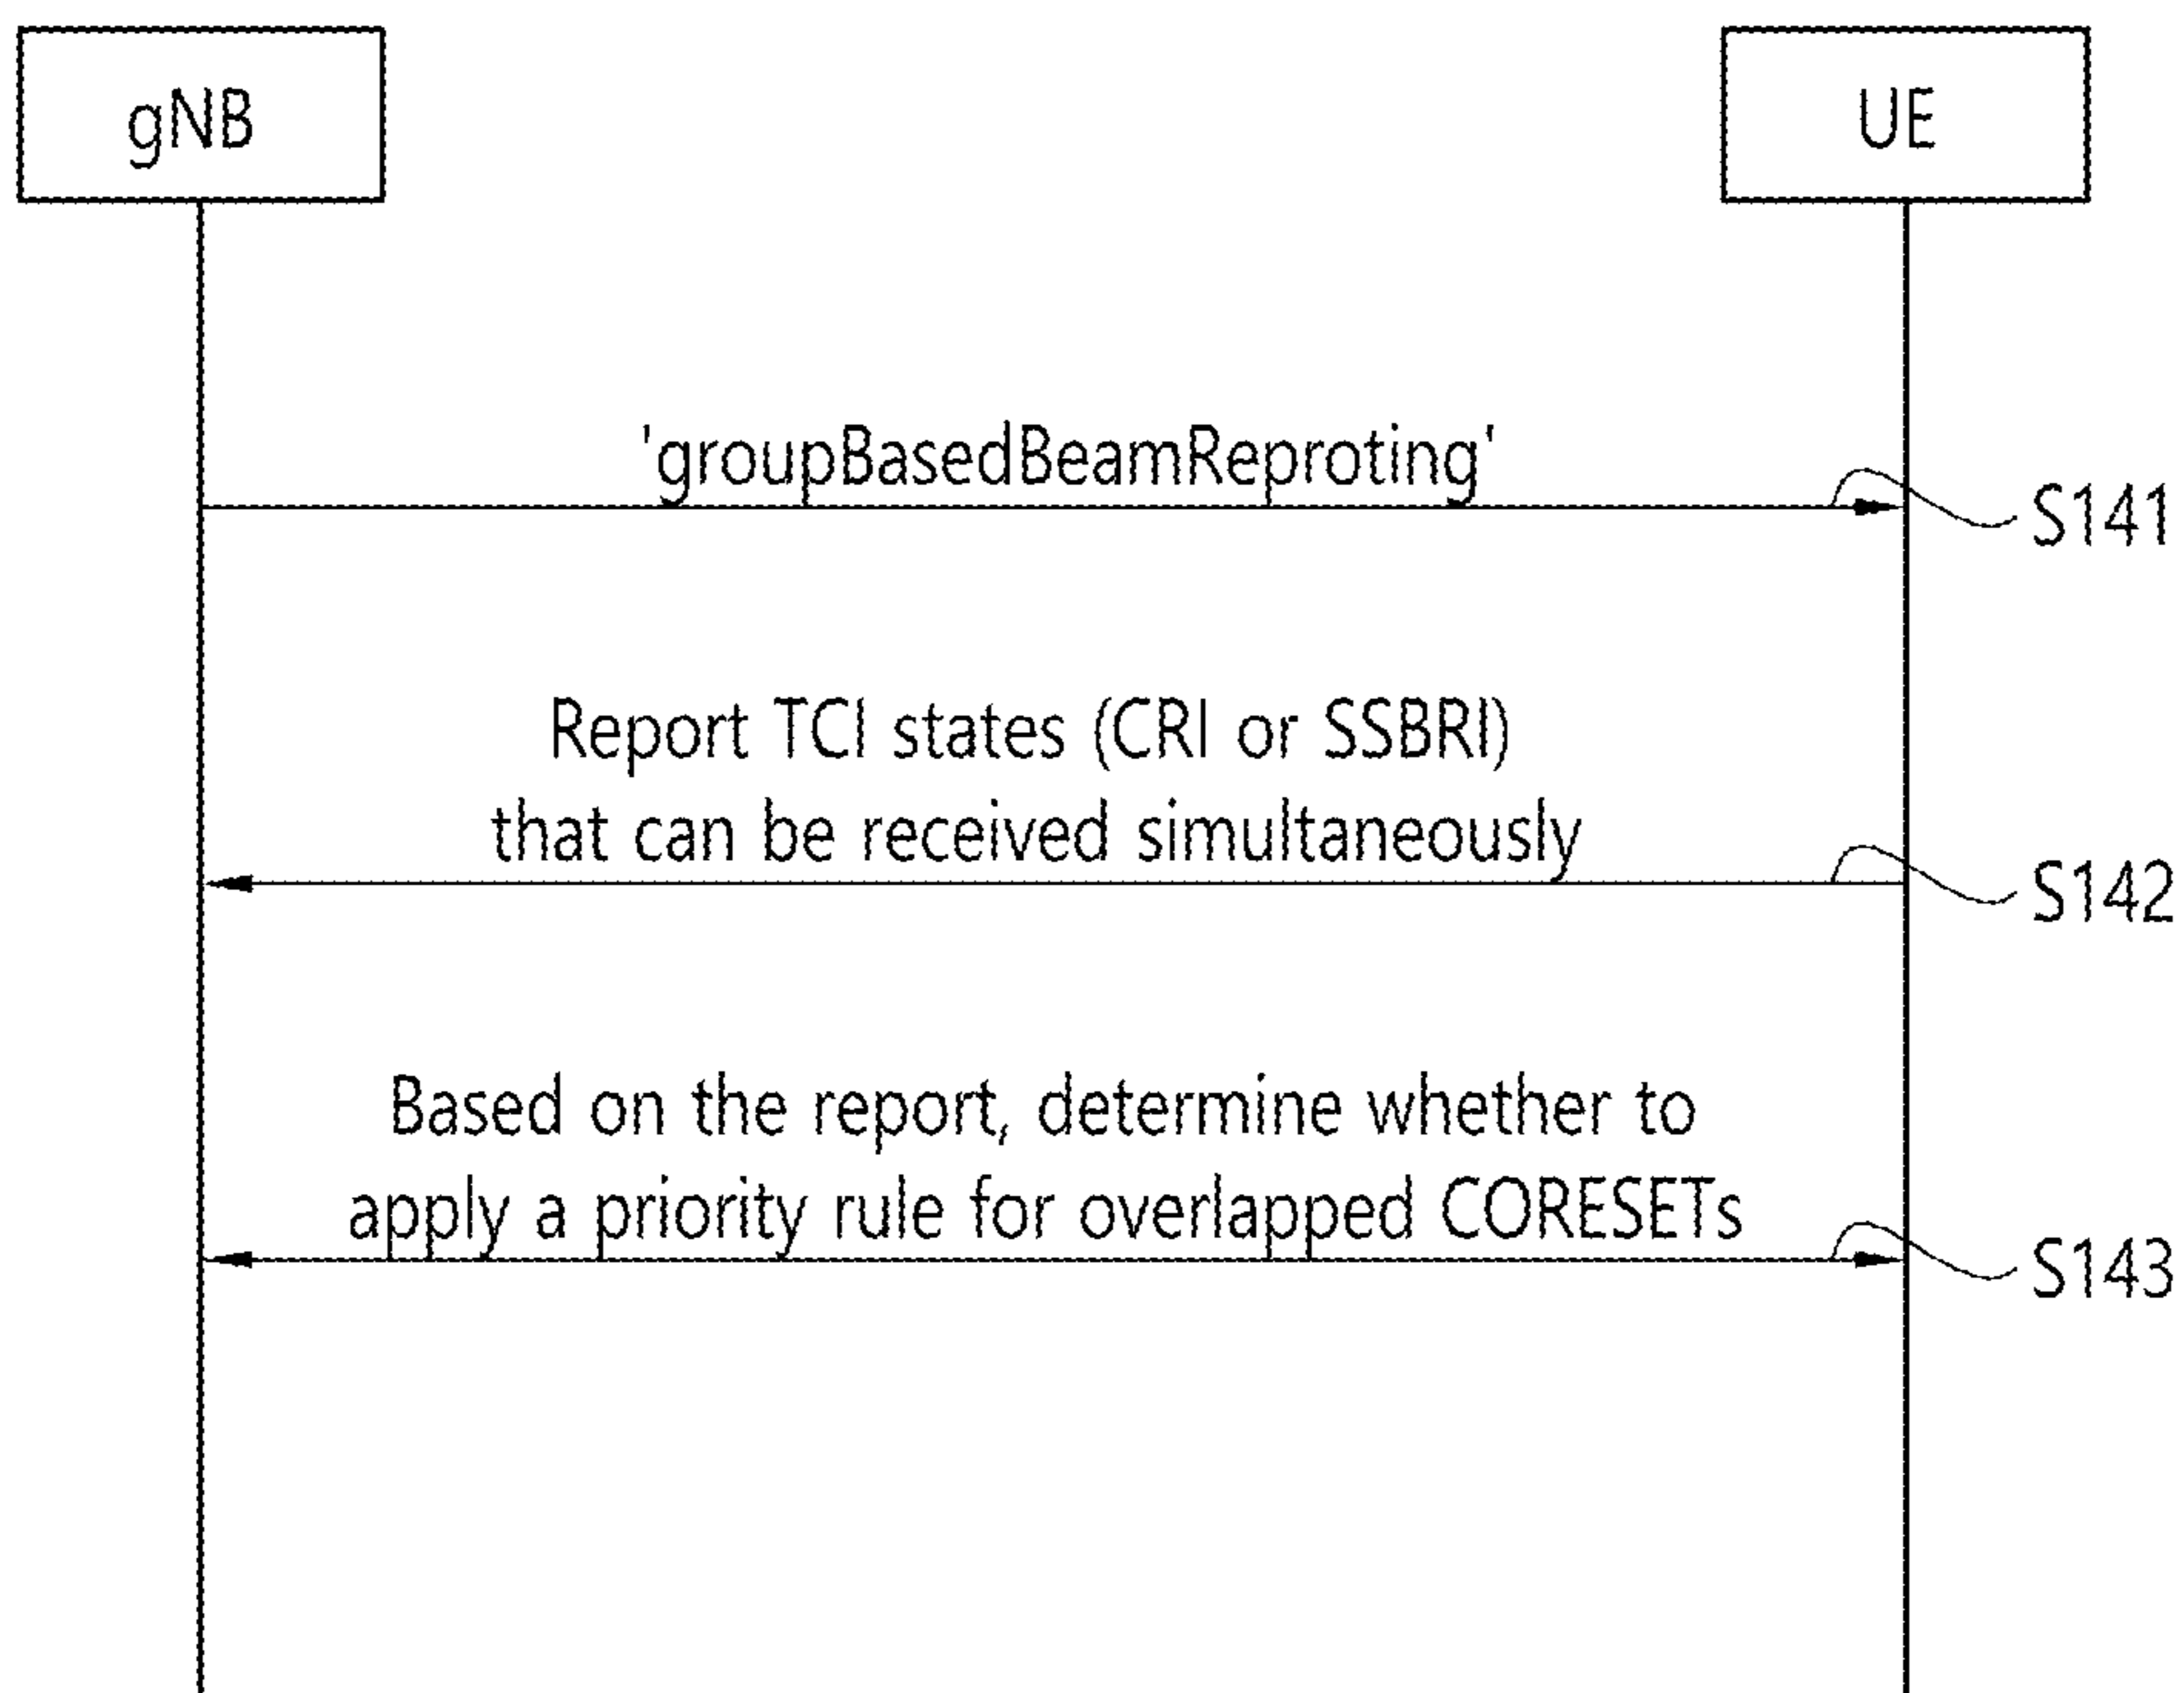 gNB
UE
'groupBasedBeamReproting'
S141
Report TCI states (CRI or SSBRI)
that can be received simultaneously
S142
Based on the report, determine whether to
apply a priority rule for overlapped CORESETs
S143